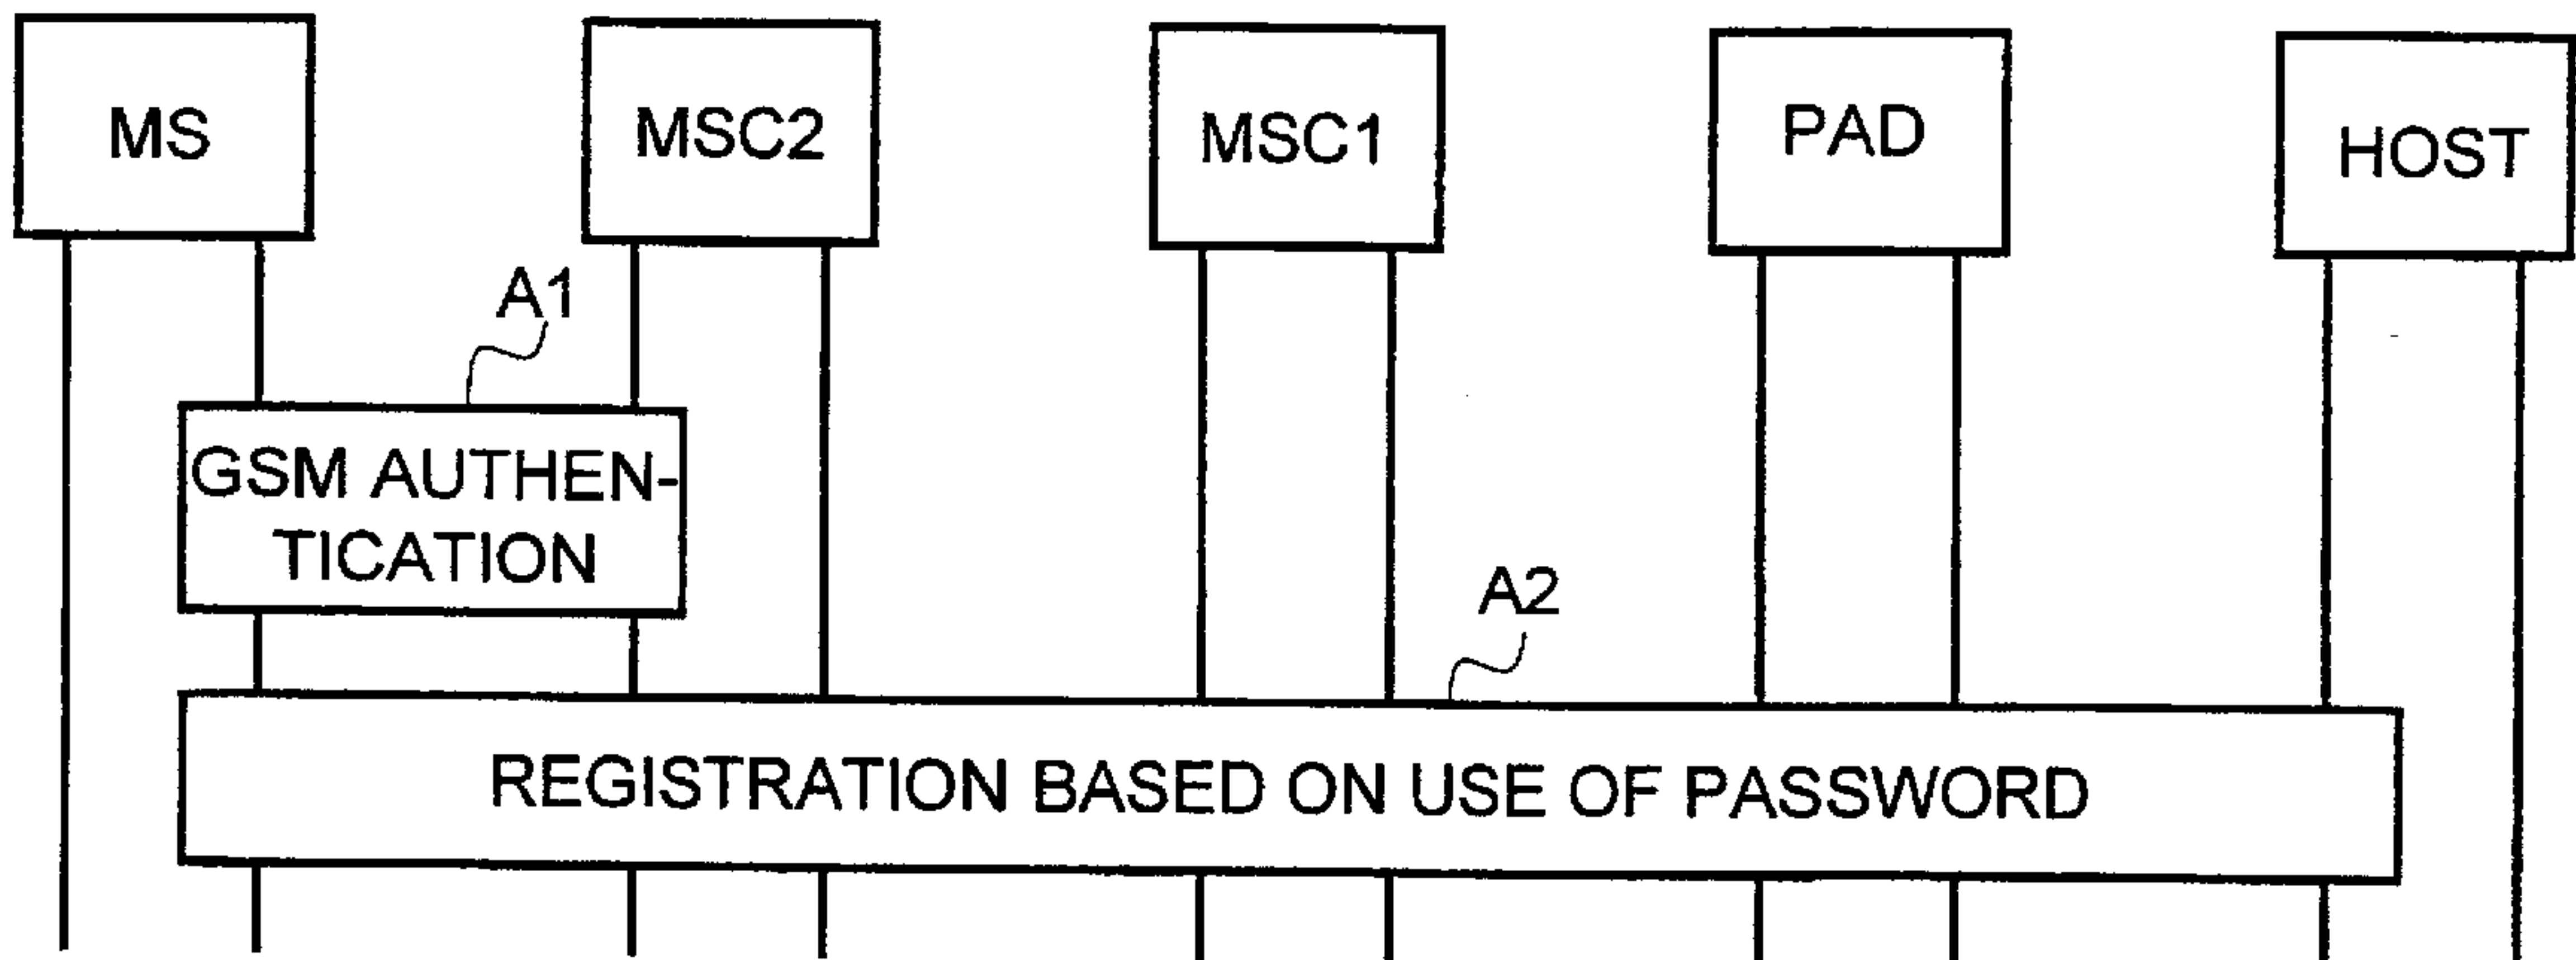 MS
MSC2
MSC1
PAD
HOST
A1
GSM AUTHEN-
TICATION
A2
REGISTRATION BASED ON USE OF PASSWORD